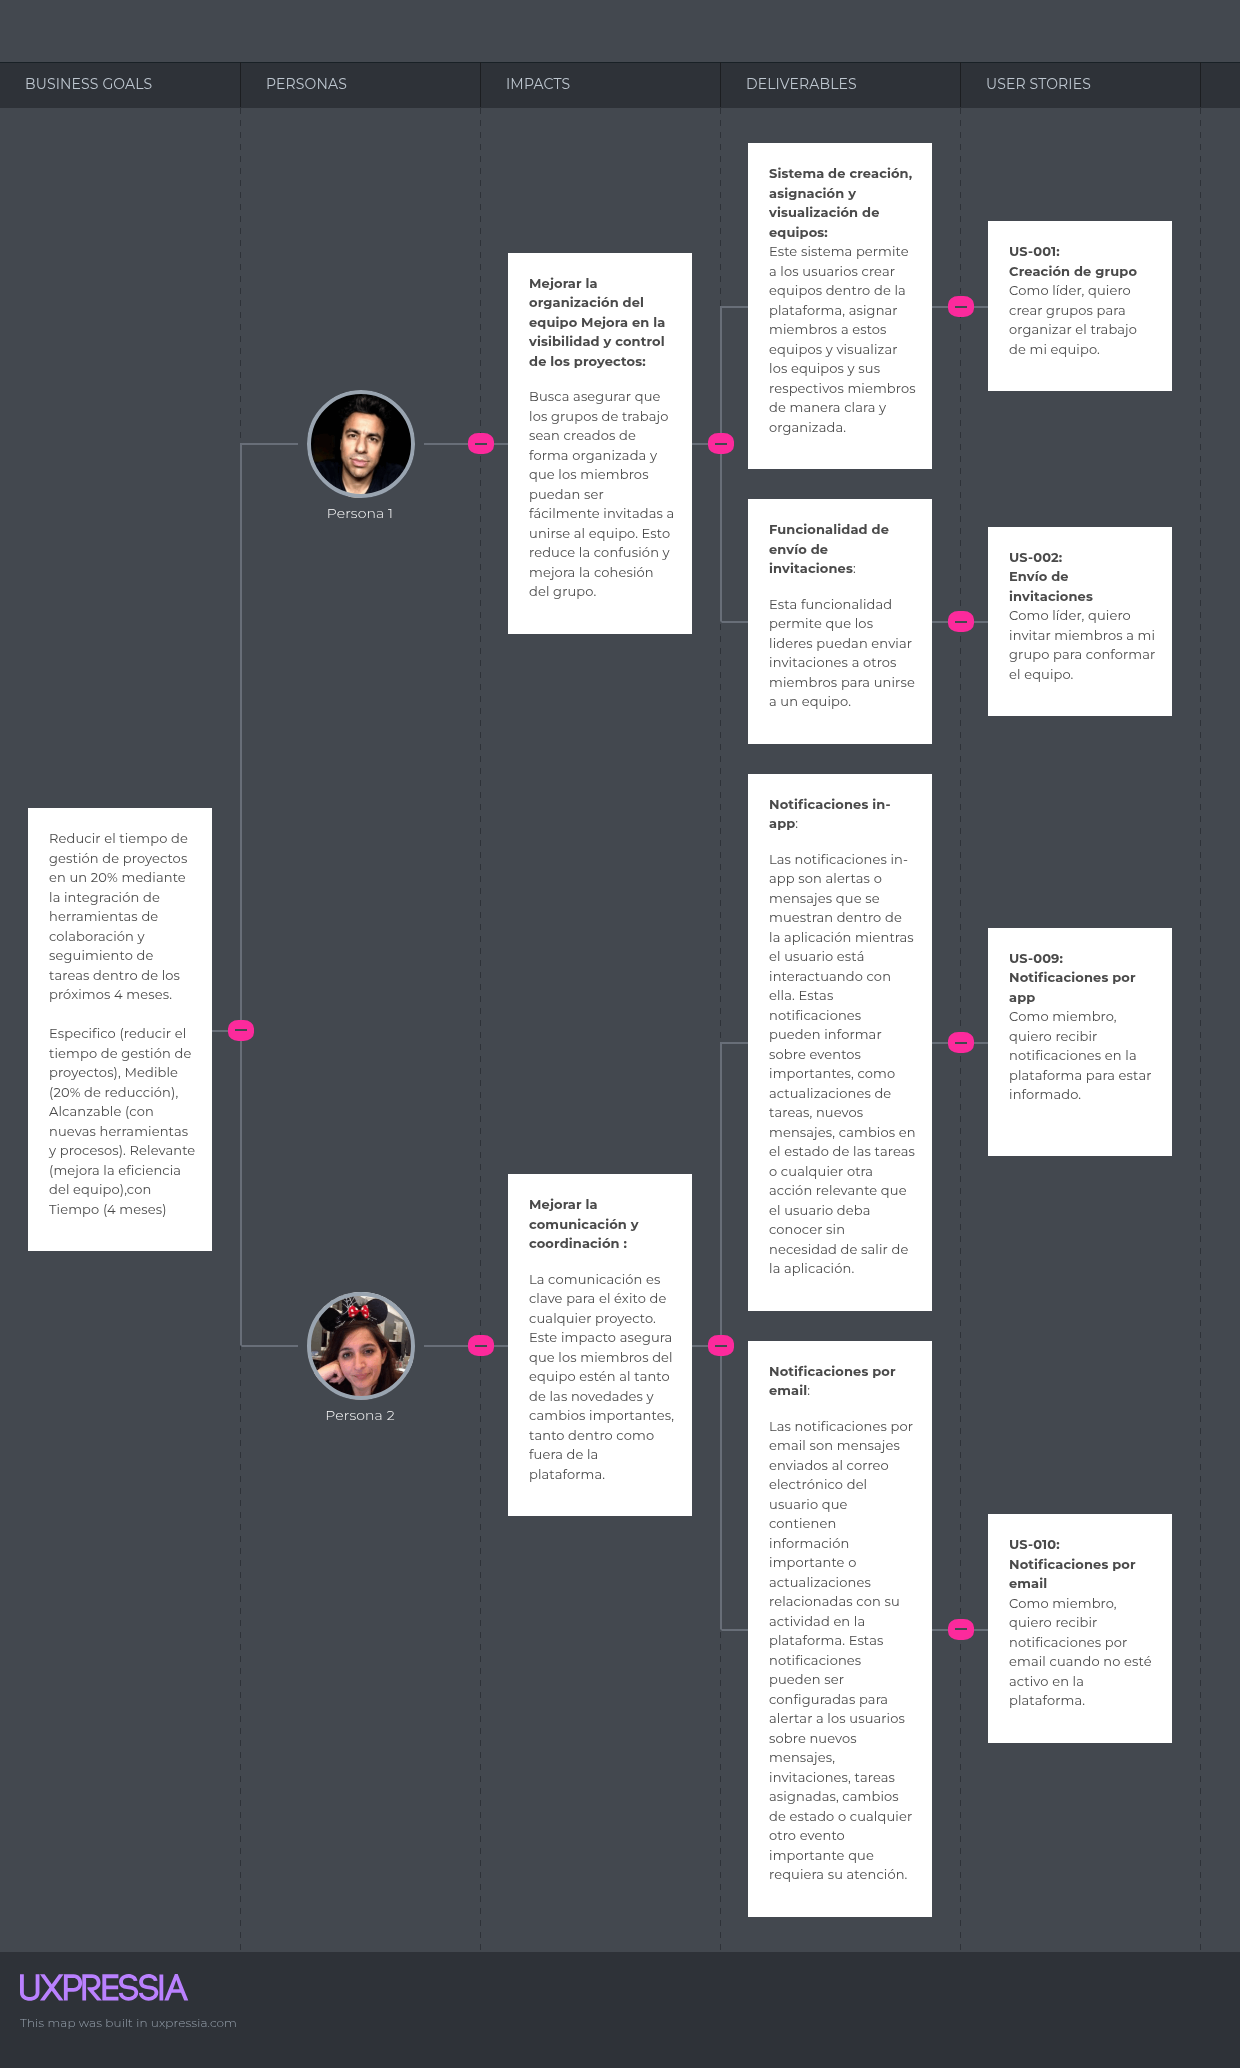 BUSINESS GOALS
PERSONAS
IMPACTS
DELIVERABLES
USER STORIES
Reducir el tiempo de
gestión de proyectos
en un 20% mediante
la integración de
herramientas de
colaboración y
seguimiento de
tareas dentro de los
próximos 4 meses.
Especifico (reducir el
tiempo de gestión de
proyectos), Medible
(20% de reducción),
Alcanzable (con
nuevas herramientas
y procesos). Relevante
(mejora la eficiencia
del equipo),con
Tiempo (4 meses)
Persona 1
Mejorar la
organización del
equipo Mejora en la
visibilidad y control
de los proyectos:
Busca asegurar que
los grupos de trabajo
sean creados de
forma organizada y
que los miembros
puedan ser
fácilmente invitadas a
unirse al equipo. Esto
reduce la confusión y
mejora la cohesión
del grupo.
Sistema de creación,
asignación y
visualización de
equipos:
Este sistema permite
a los usuarios crear
equipos dentro de la
plataforma, asignar
miembros a estos
equipos y visualizar
los equipos y sus
respectivos miembros
de manera clara y
organizada.
US-001:
Creación de grupo
Como líder, quiero
crear grupos para
organizar el trabajo
de mi equipo.
Funcionalidad de
envío de
invitaciones:
Esta funcionalidad
permite que los
lideres puedan enviar
invitaciones a otros
miembros para unirse
a un equipo.
US-002:
Envío de
invitaciones
Como líder, quiero
invitar miembros a mi
grupo para conformar
el equipo.
Persona 2
Mejorar la
comunicación y
coordinación :
La comunicación es
clave para el éxito de
cualquier proyecto.
Este impacto asegura
que los miembros del
equipo estén al tanto
de las novedades y
cambios importantes,
tanto dentro como
fuera de la
plataforma.
Notificaciones in-
app:
Las notificaciones in-
app son alertas o
mensajes que se
muestran dentro de
la aplicación mientras
el usuario está
interactuando con
ella. Estas
notificaciones
pueden informar
sobre eventos
importantes, como
actualizaciones de
tareas, nuevos
mensajes, cambios en
el estado de las tareas
o cualquier otra
acción relevante que
el usuario deba
conocer sin
necesidad de salir de
la aplicación.
US-009:
Notificaciones por
app
Como miembro,
quiero recibir
notificaciones en la
plataforma para estar
informado.
Notificaciones por
email:
Las notificaciones por
email son mensajes
enviados al correo
electrónico del
usuario que
contienen
información
importante o
actualizaciones
relacionadas con su
actividad en la
plataforma. Estas
notificaciones
pueden ser
configuradas para
alertar a los usuarios
sobre nuevos
mensajes,
invitaciones, tareas
asignadas, cambios
de estado o cualquier
otro evento
importante que
requiera su atención.
US-010:
Notificaciones por
email
Como miembro,
quiero recibir
notificaciones por
email cuando no esté
activo en la
plataforma.
UXPRESSIA
This map was built in uxpressia.com